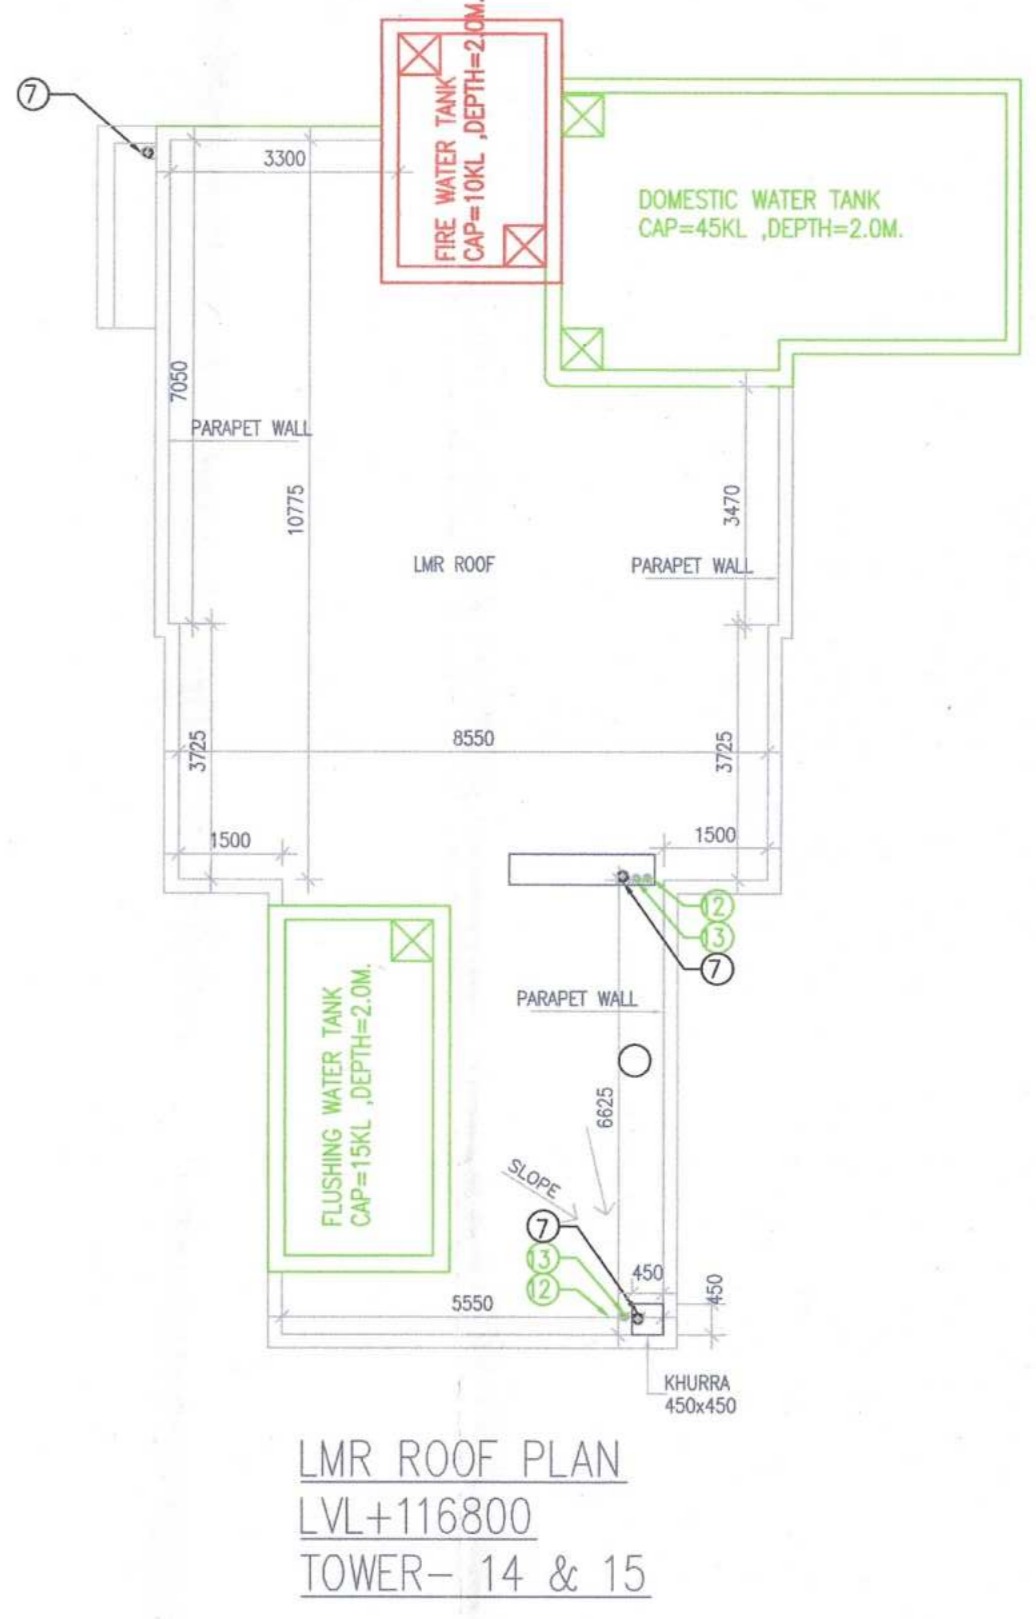 7
FIRE WATER TANK
CAP=10KL ,DEPTH=2.0M.
DOMESTIC WATER TANK
CAP=45KL ,DEPTH=2.0M.
3300
7050
PARAPET WALL
10775
3470
LMR ROOF
PARAPET WALL
3725
8550
3725
1500
1500
12
13
7
PARAPET WALL
FLUSHING WATER TANK
CAP=15KL ,DEPTH=2.0M.
6625
SLOPE
7
13
12
450
450
5550
KHURRA
450x450
LMR ROOF PLAN
LVL+116800
TOWER- 14 & 15